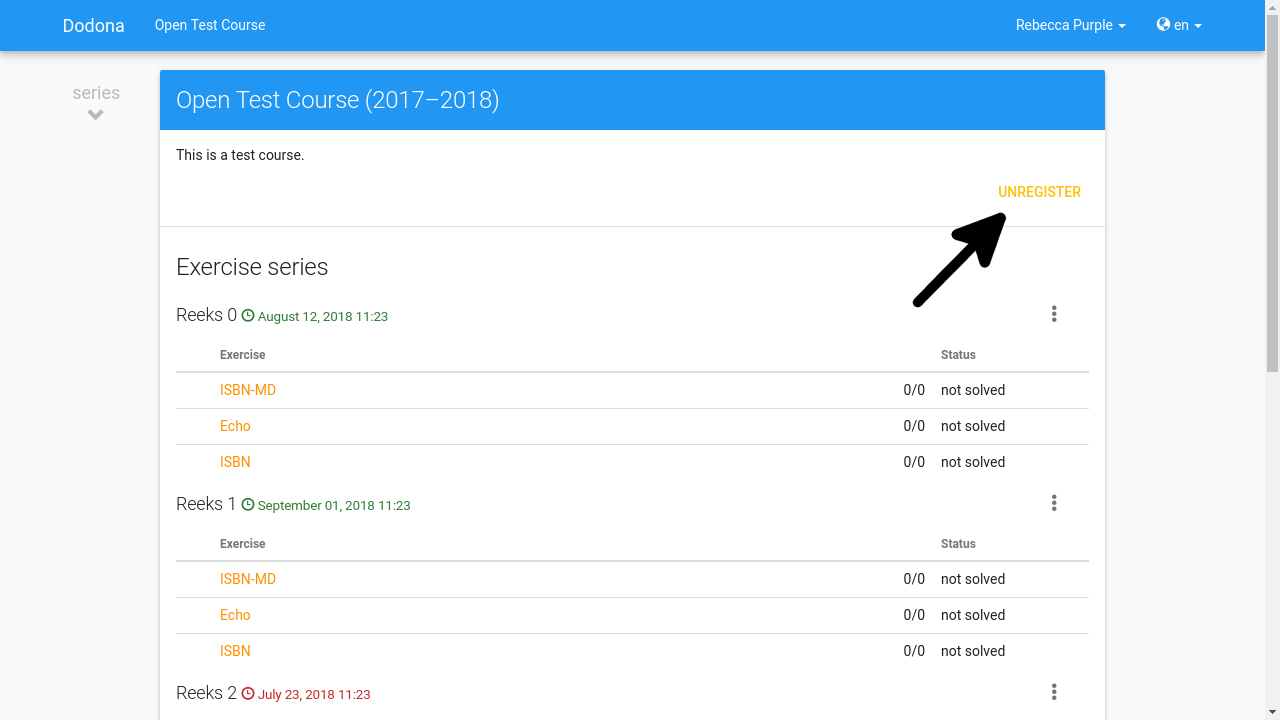 Dodona Open Test Course Rebecca Purple en
series
Open Test Course (2017–2018)
This is a test course.
UNREGISTER
Exercise series
Reeks 0 August 12, 2018 11:23
Exercise Status
ISBN-MD 0/0 not solved
Echo 0/0 not solved
ISBN 0/0 not solved
Reeks 1 September 01, 2018 11:23
Exercise Status
ISBN-MD 0/0 not solved
Echo 0/0 not solved
ISBN 0/0 not solved
Reeks 2 July 23, 2018 11:23